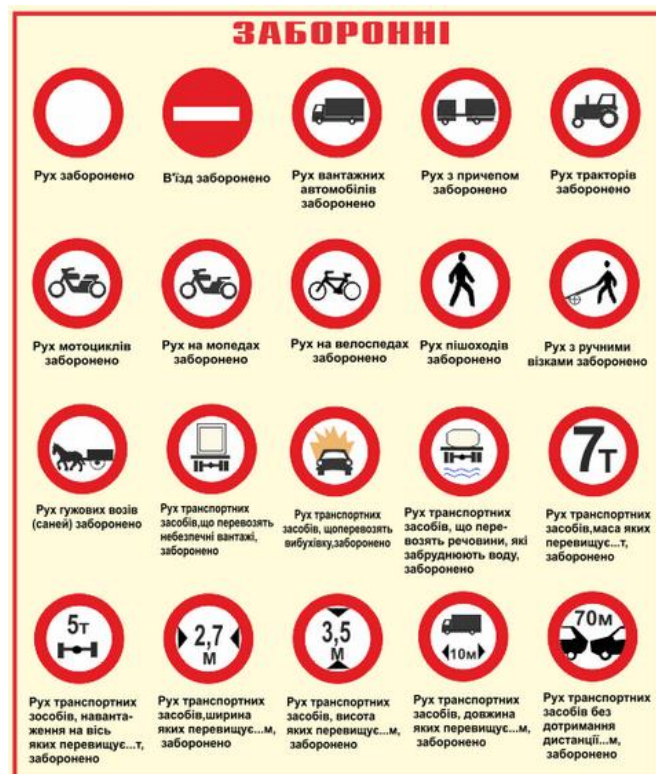 ЗАБОРОННІ
Рух заборонено
В'їзд заборонено
Рух вантажних
автомобілів
заборонено
Рух з причепом
заборонено
Рух тракторів
заборонено
Рух мотоциклів
заборонено
Рух на мопедах
заборонено
Рух на велоспедах
заборонено
Рух пішоходів
заборонено
Рух з ручними
візками заборонено
7т
Рух гужових возів
(саней) заборонено
Рух транспортних
засобів,що перевозять
небезпечні вантажі,
заборонено
Рух транспортних
засобів, щоперевозять
вибухівку,заборонено
Рух транспортних
засобів, що пере-
возять речовини, які
забруднюють воду,
заборонено
Рух транспортних
засобів,маса яких
перевищує...т,
заборонено
5т
2,7
м
3,5
м
10м
70м
Рух транспортних
зособів, наванта-
ження на вісь
яких перевищує...т,
заборонено
Рух транспортних
засобів,ширина
яких перевищує...м,
заборонено
Рух транспортних
засобів, висота
яких перевищує...м,
заборонено
Рух транспортних
засобів, довжина
яких перевищує...м,
заборонено
Рух транспортних
засобів без
дотримання
дистанції...м,
заборонено